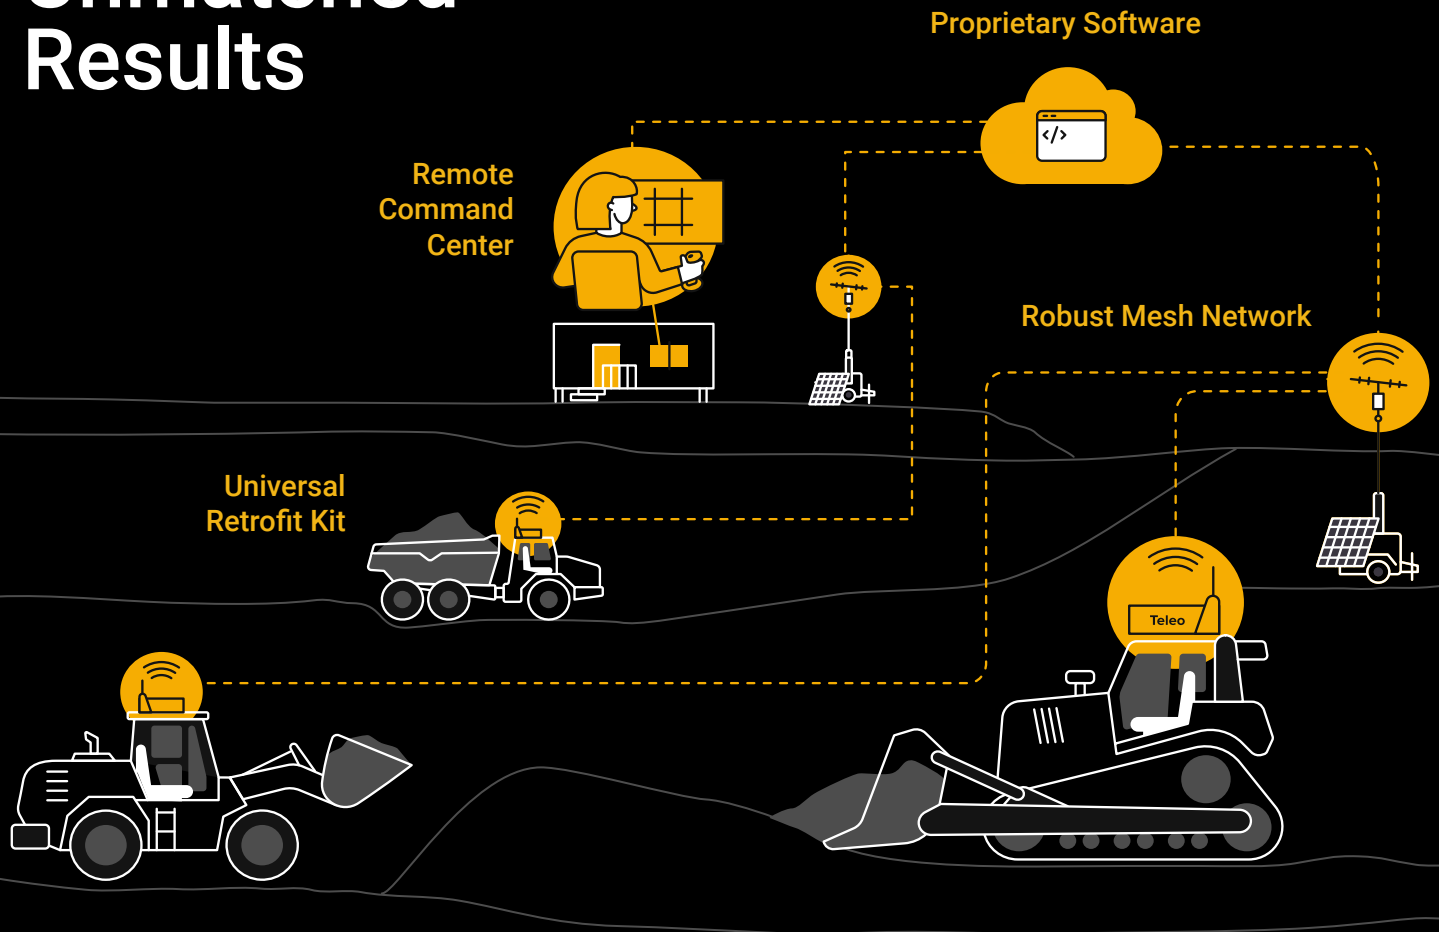 Results
Proprietary Software
Remote
Command
Center
Robust Mesh Network
Universal
Retrofit Kit
Teleo